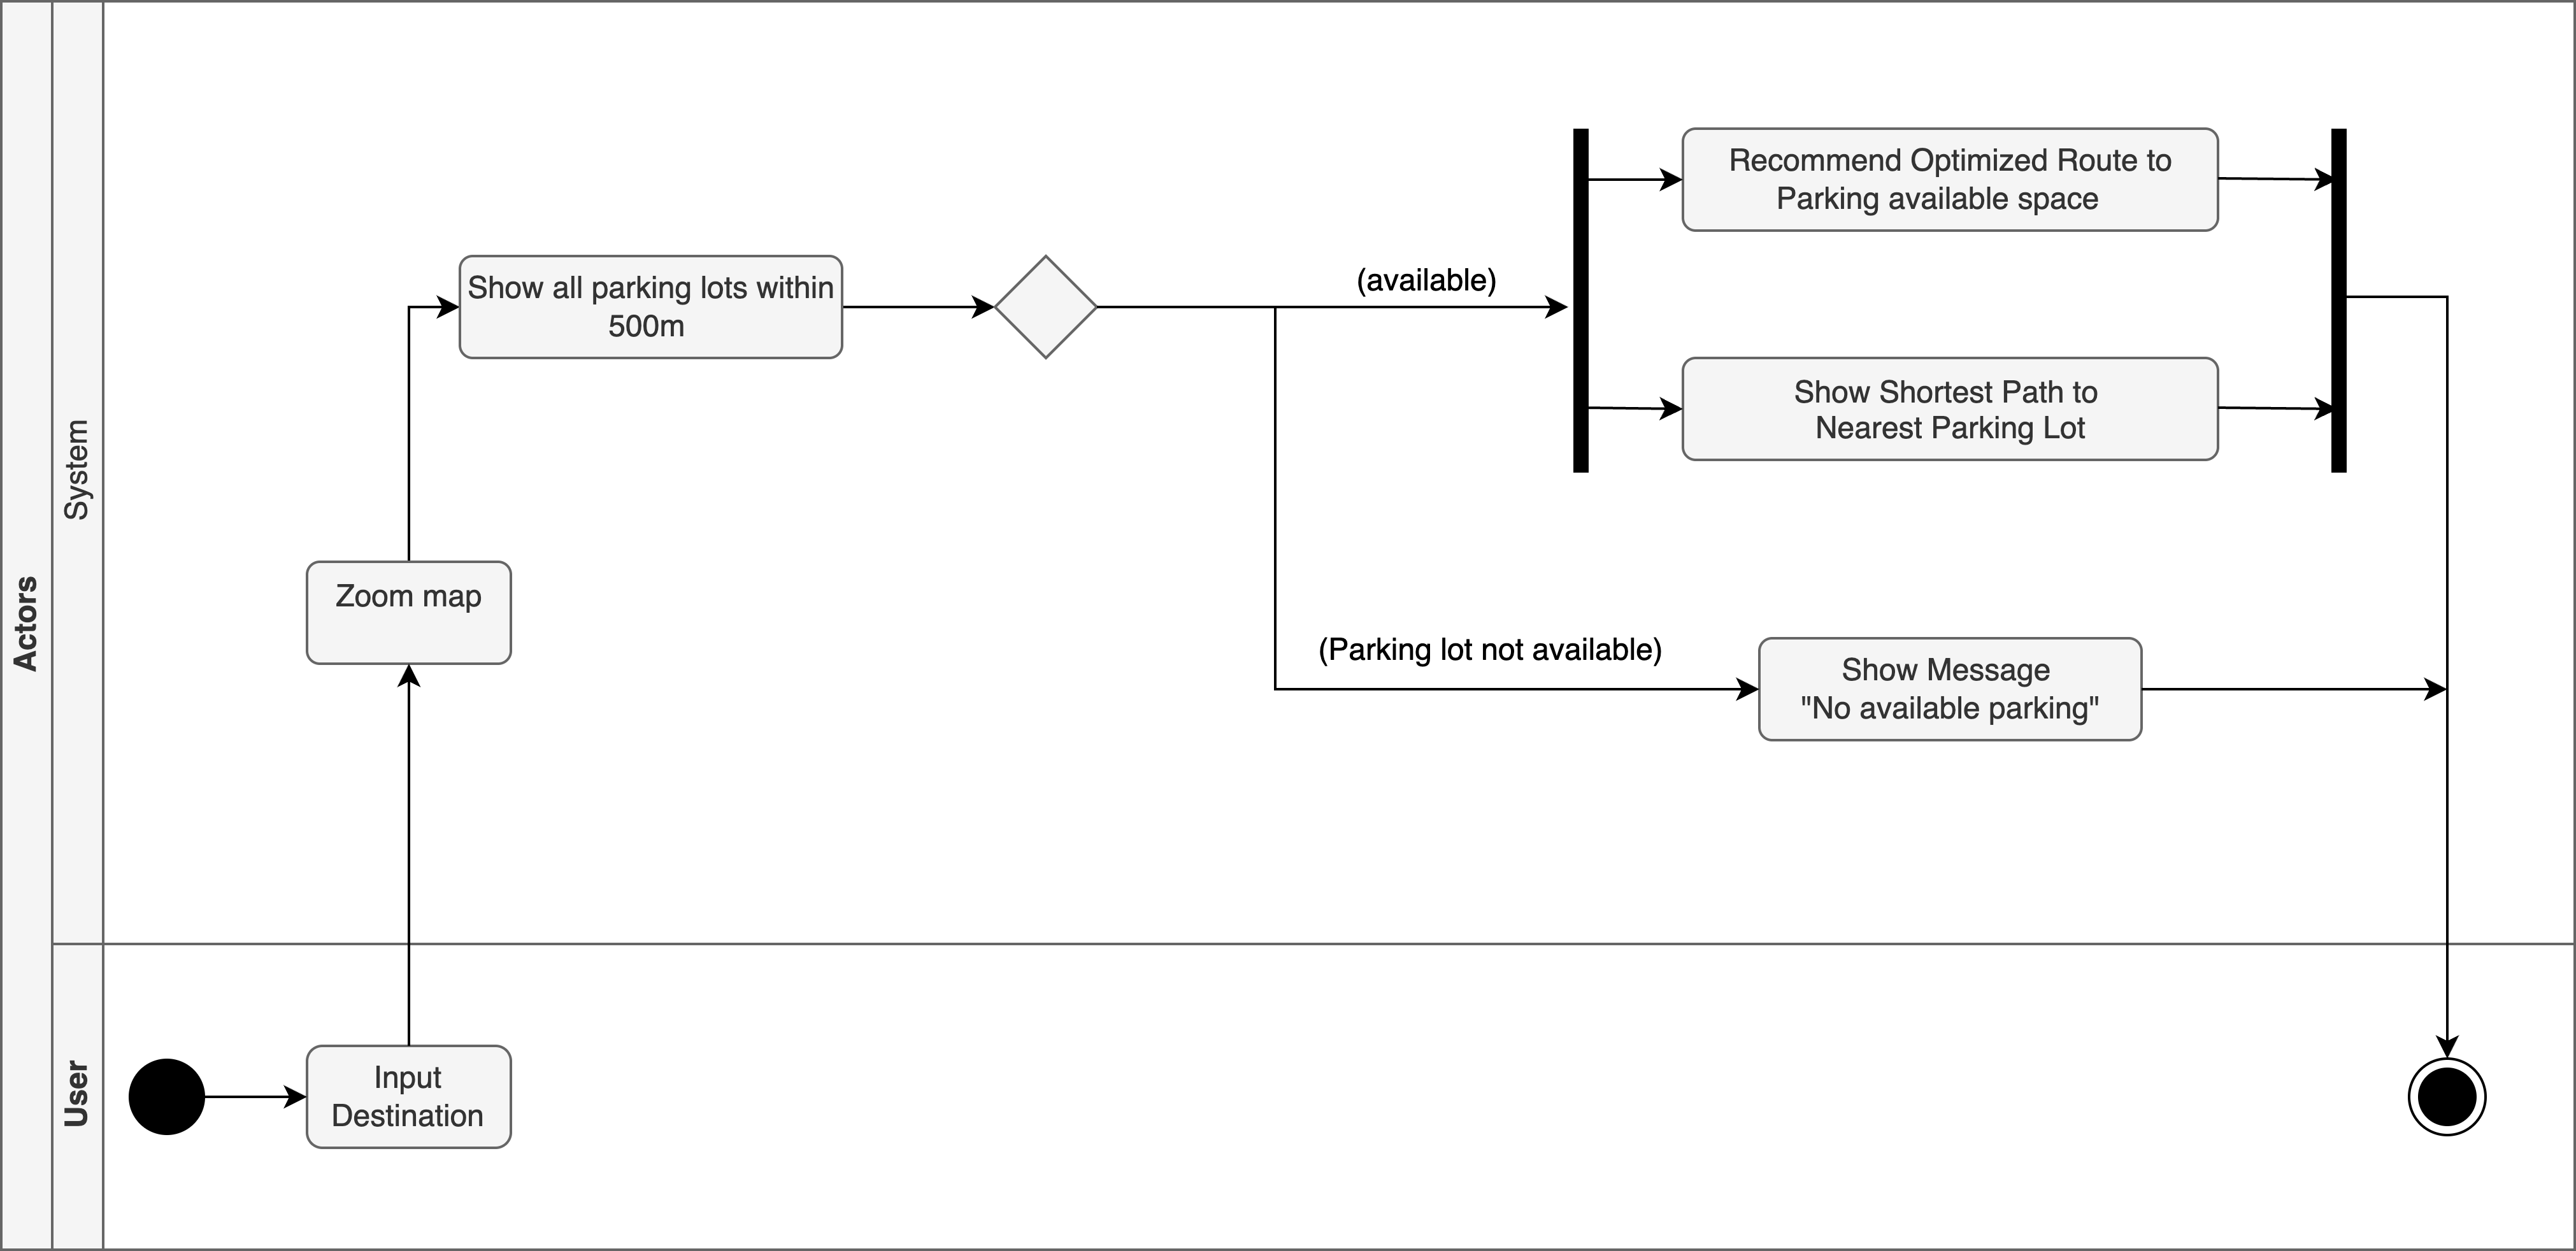 Actors
System
User
Recommend Optimized Route to
Parking available space
(available)
Show all parking lots within
500m
Show Shortest Path to
Nearest Parking Lot
Zoom map
(Parking lot not available)
Show Message
"No available parking"
Input
Destination